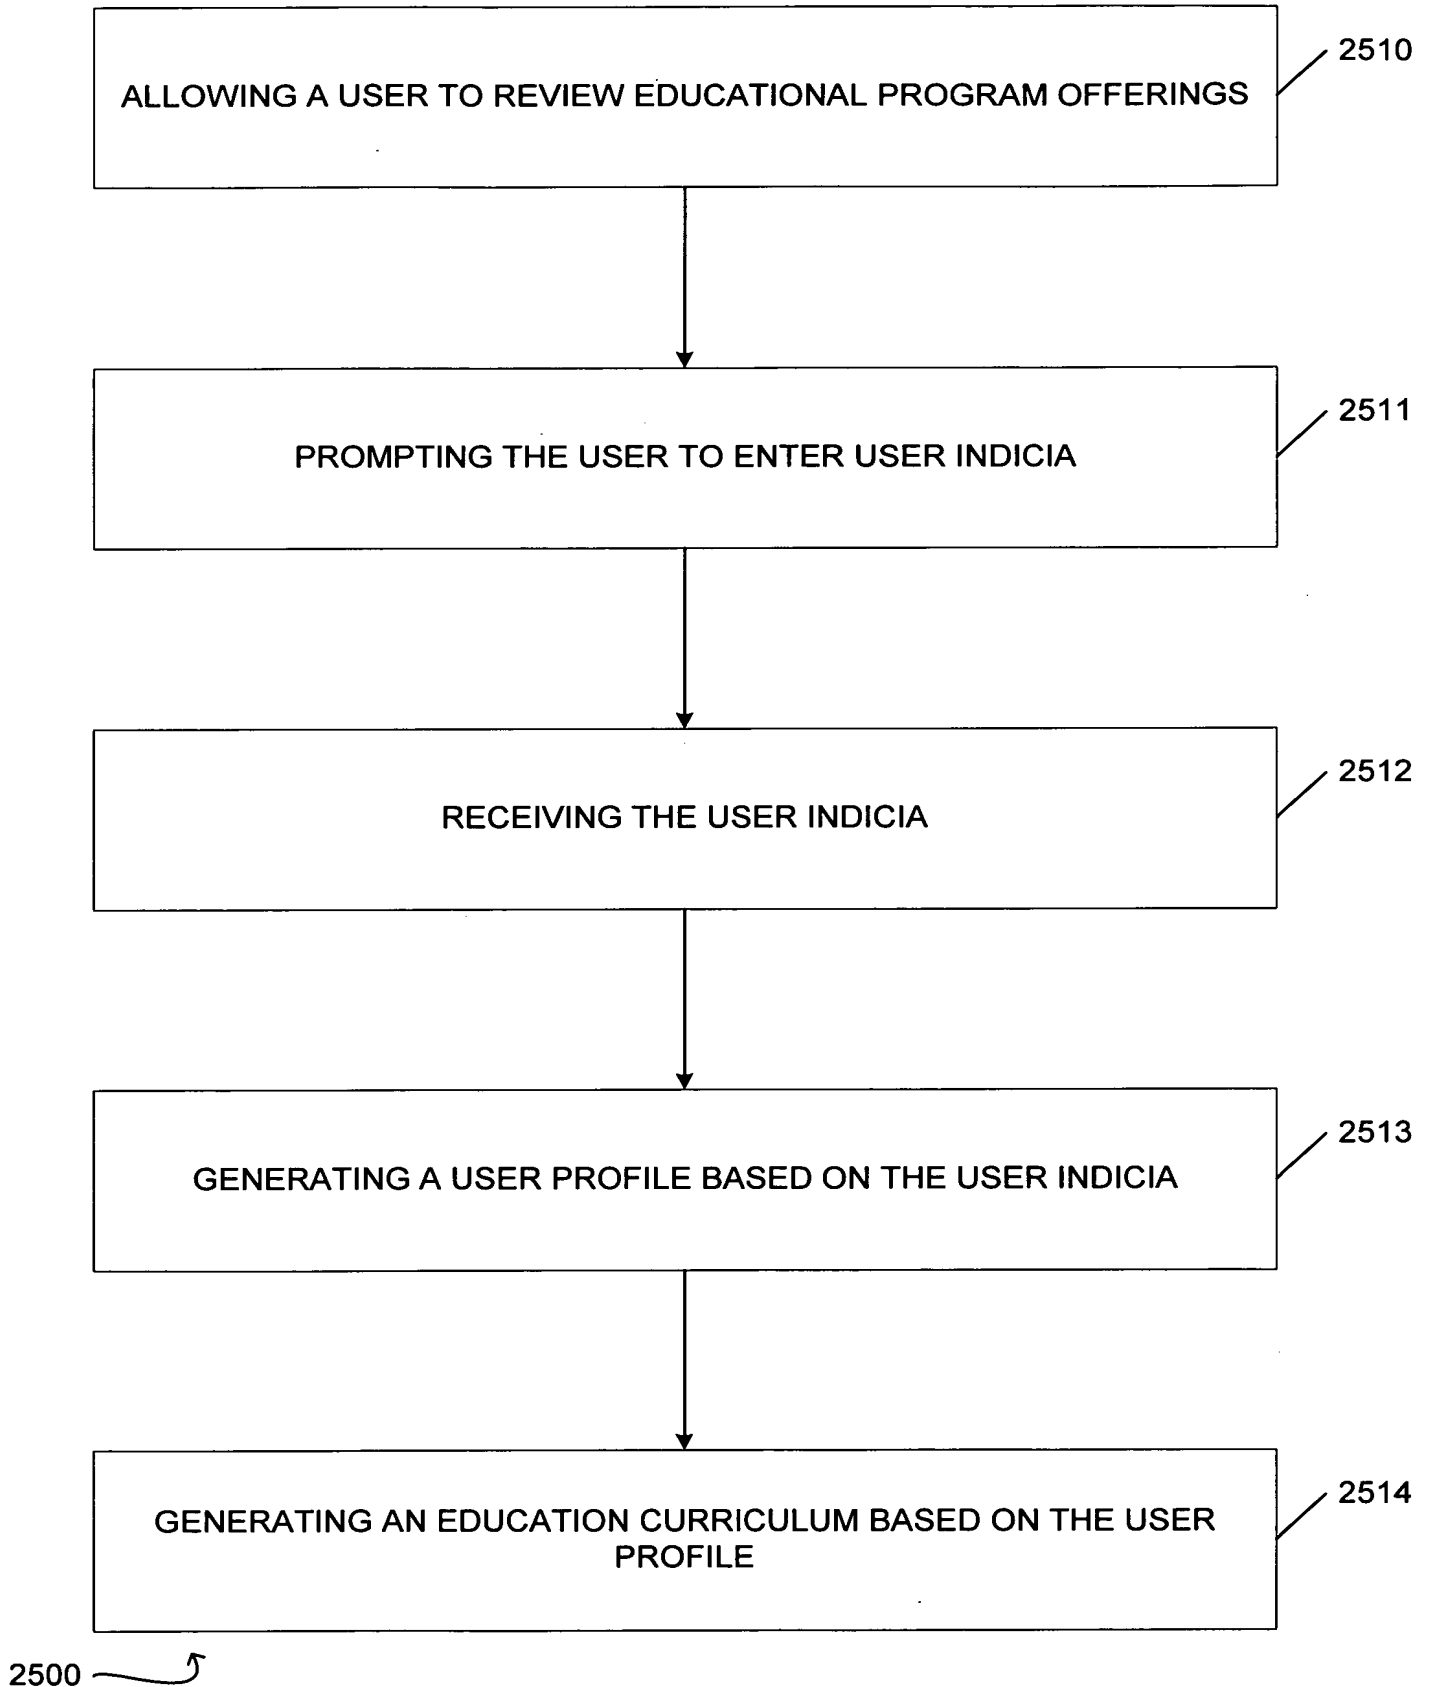 2510
ALLOWING A USER TO REVIEW EDUCATIONAL PROGRAM OFFERINGS
2511
PROMPTING THE USER TO ENTER USER INDICIA
2512
RECEIVING THE USER INDICIA
2513
GENERATING A USER PROFILE BASED ON THE USER INDICIA
2514
GENERATING AN EDUCATION CURRICULUM BASED ON THE USER
PROFILE
2500